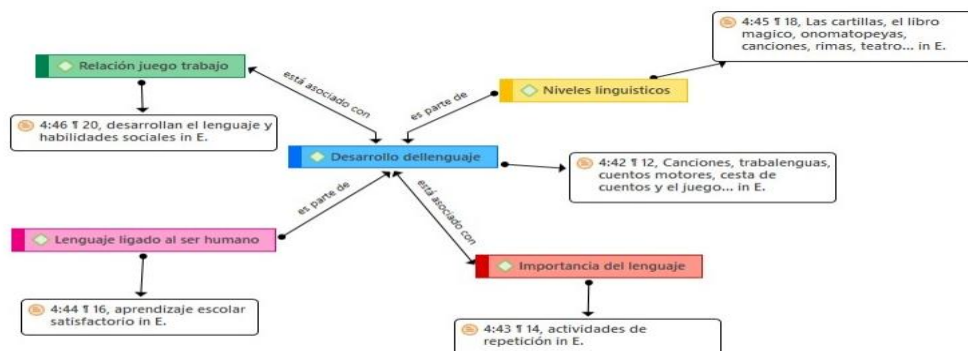 4:45 ¶ 18, Las cartillas, el libro
magico, onomatopeyas,
canciones, rimas, teatro... in E.
Relación juego trabajo
está asociado con
es parte de
Niveles linguisticos
4:46 ¶ 20, desarrollan el lenguaje y
habilidades sociales in E.
Desarrollo dellenguaje
4:42 ¶ 12, Canciones, trabalenguas,
cuentos motores, cesta de
cuentos y el juego... in E.
es parte de
está asociado con
Lenguaje ligado al ser humano
Importancia del lenguaje
4:44 ¶ 16, aprendizaje escolar
satisfactorio in E.
4:43 ¶ 14, actividades de
repetición in E.